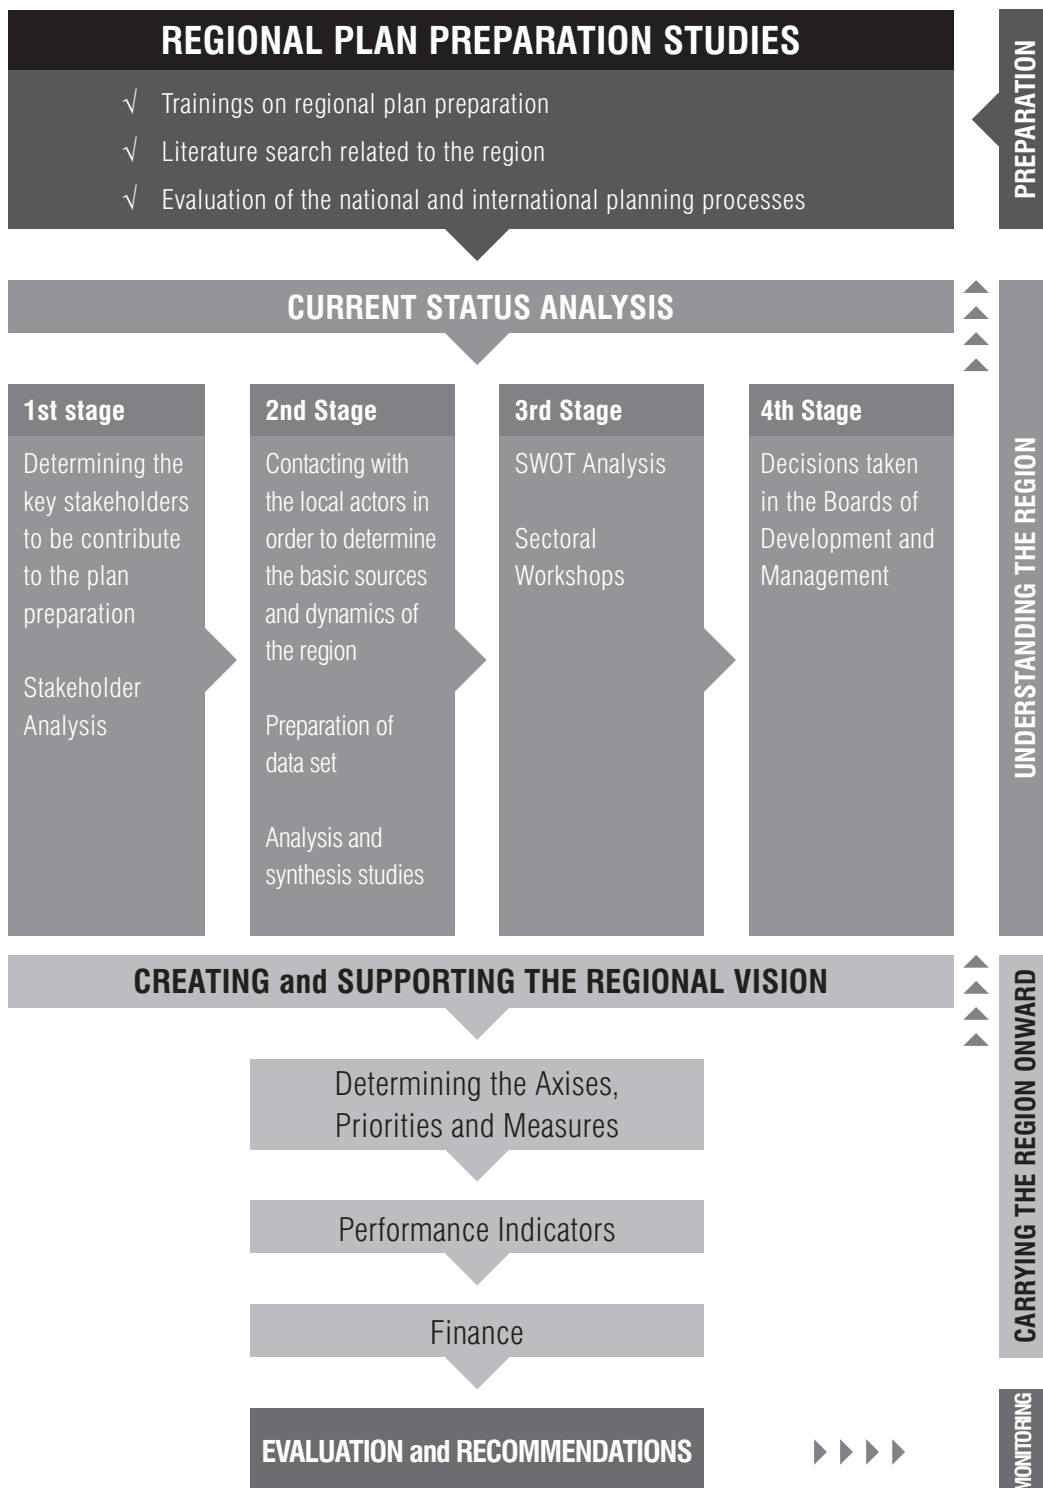 REGIONAL PLAN PREPARATION STUDIES
√ Trainings on regional plan preparation
√ Literature search related to the region
√ Evaluation of the national and international planning processes
PREPARATION
CURRENT STATUS ANALYSIS
1st stage
Determining the
key stakeholders
to be contribute
to the plan
preparation
Stakeholder
Analysis
2nd Stage
Contacting with
the local actors in
order to determine
the basic sources
and dynamics of
the region
Preparation of
data set
Analysis and
synthesis studies
3rd Stage
SWOT Analysis
Sectoral
Workshops
4th Stage
Decisions taken
in the Boards of
Development and
Management
UNDERSTANDING THE REGION
CREATING and SUPPORTING THE REGIONAL VISION
Determining the Axises,
Priorities and Measures
Performance Indicators
Finance
CARRYING THE REGION ONWARD
EVALUATION and RECOMMENDATIONS
MONITORING